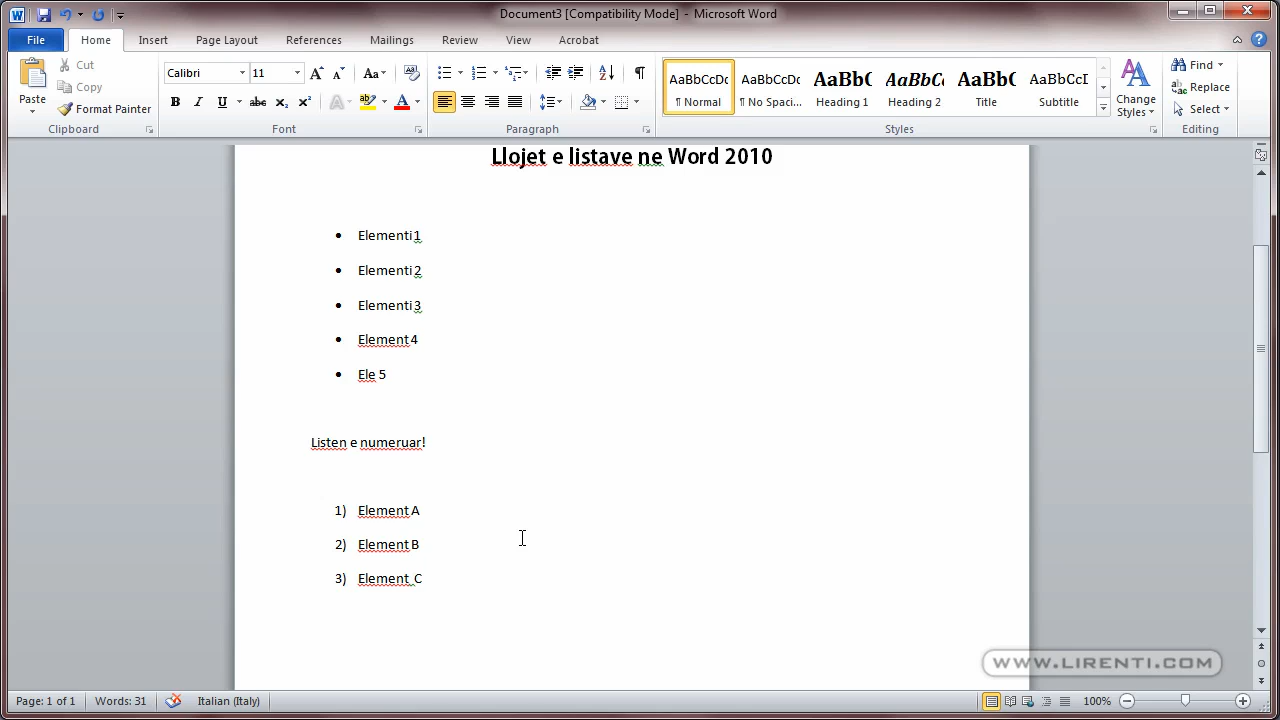 Document3 [Compatibility Mode] - Microsoft Word
File Home Insert Page Layout References Mailings Review View Acrobat
Paste
Cut
Copy
Format Painter
Clipboard
Calibri 11
Font
Paragraph
AaBbCcDc AaBbCcDc AaBbC AaBbCc AaBbC AaBbCcI
¶ Normal ¶ No Spaci... Heading 1 Heading 2 Title Subtitle
Change Styles
Styles
Find
Replace
Select
Editing
Llojet e listave ne Word 2010
• Elementi 1
• Elementi 2
• Elementi 3
• Element 4
• Ele 5
Listen e numeruar!
1) Element A
2) Element B
3) Element C
WWW.LIRENTI.COM
Page: 1 of 1 Words: 31 Italian (Italy) 100%